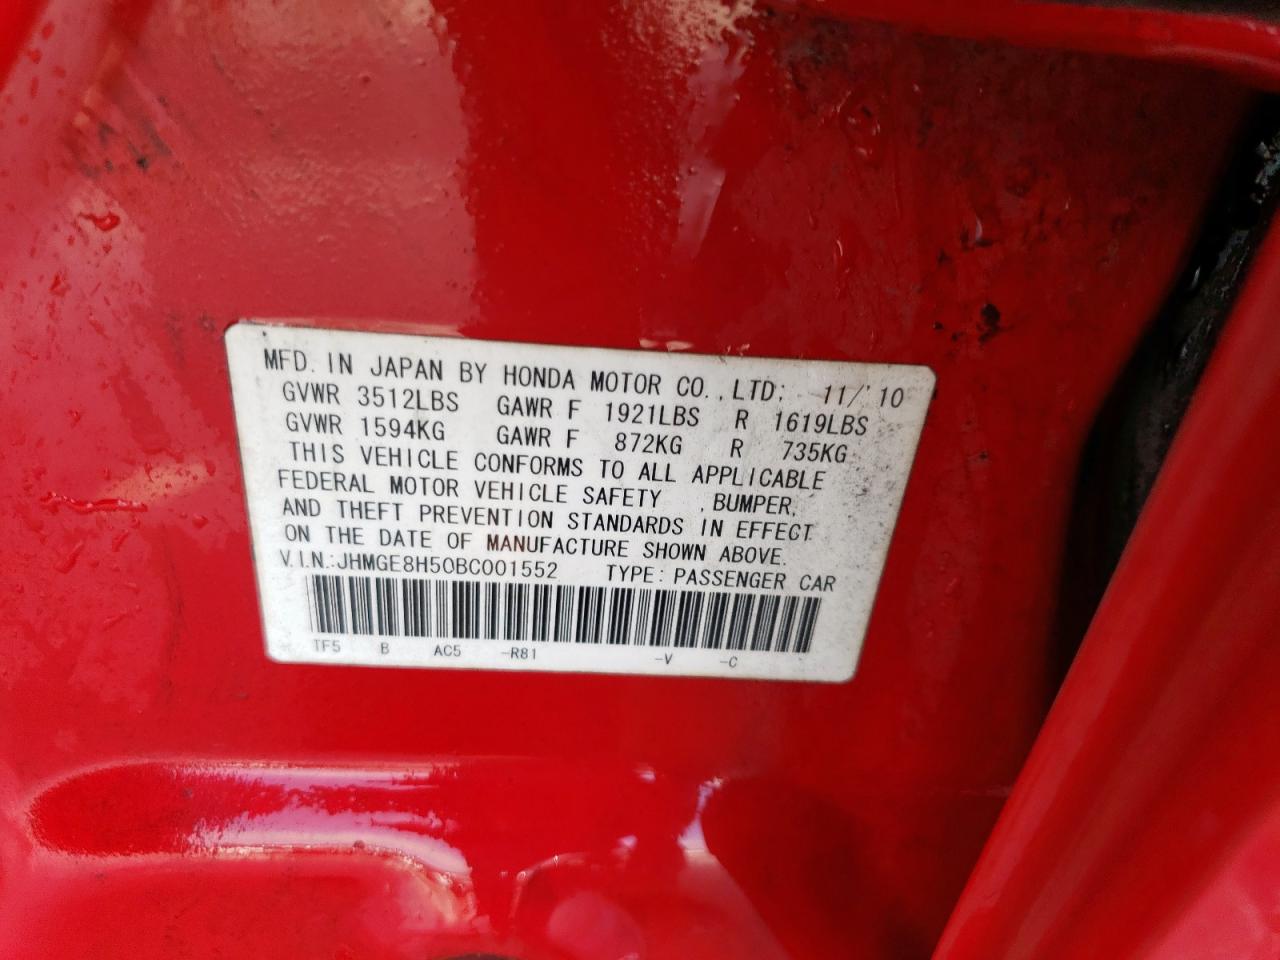 MFD. IN JAPAN BY HONDA MOTOR CO., LTD. 11/'10
GVWR 3512LBS GAWR F 1921LBS R 1619LBS
GVWR 1594KG GAWR F 872KG R 735KG
THIS VEHICLE CONFORMS TO ALL APPLICABLE
FEDERAL MOTOR VEHICLE SAFETY , BUMPER,
AND THEFT PREVENTION STANDARDS IN EFFECT
ON THE DATE OF MANUFACTURE SHOWN ABOVE.
V.I.N.:JHMGE8H50BC001552 TYPE: PASSENGER CAR
TF5 B AC5 -R81 -V -C